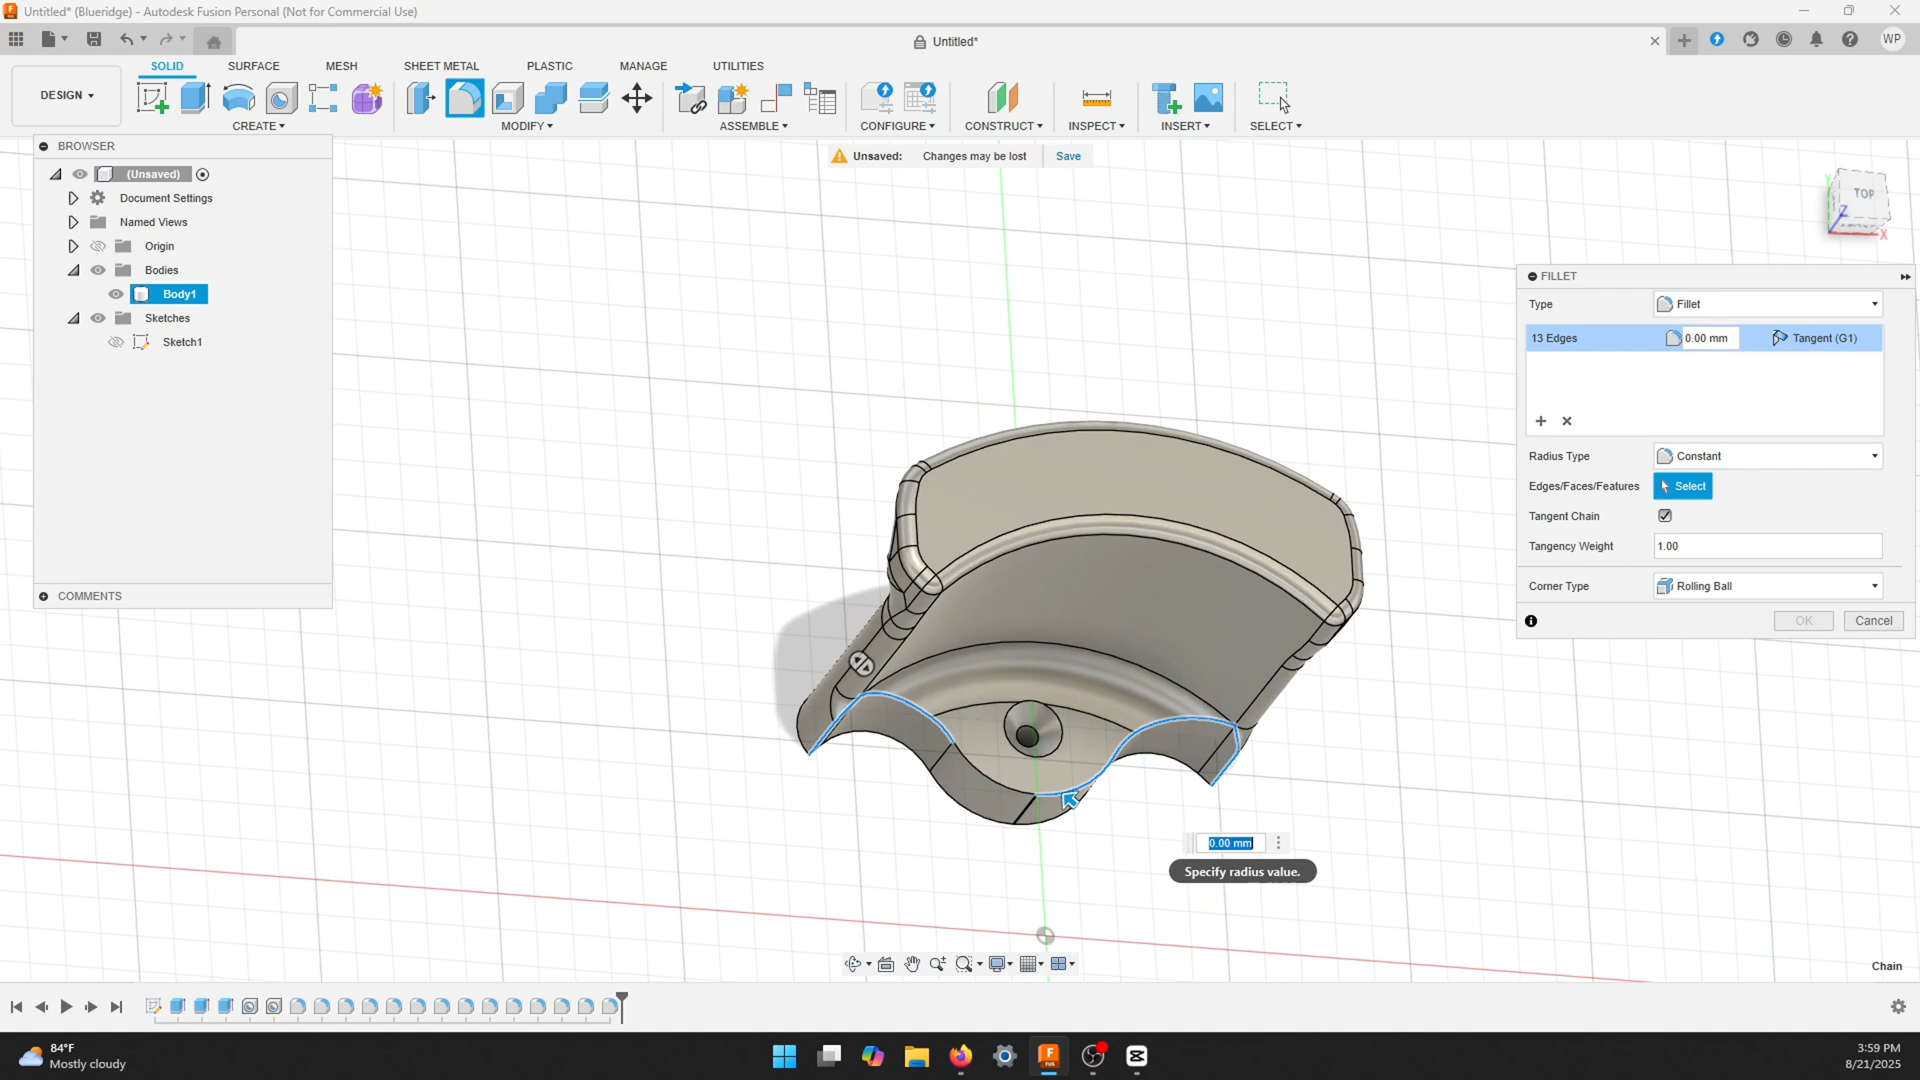 Untitled* (Blueridge) - Autodesk Fusion Personal (Not for Commercial Use)
Untitled*
WP
DESIGN
SOLID SURFACE MESH SHEET METAL PLASTIC MANAGE UTILITIES
CREATE MODIFY ASSEMBLE CONFIGURE CONSTRUCT INSPECT INSERT SELECT
BROWSER
(Unsaved)
Document Settings
Named Views
Origin
Bodies
Body1
Sketches
Sketch1
COMMENTS
Unsaved: Changes may be lost Save
TOP
X
Y
Z
FILLET
Type Fillet
13 Edges 0.00 mm Tangent (G1)
Radius Type Constant
Edges/Faces/Features Select
Tangent Chain
Tangency Weight 1.00
Corner Type Rolling Ball
OK Cancel
0.00 mm
Specify radius value.
Chain
84°F
Mostly cloudy
3:59 PM
8/21/2025